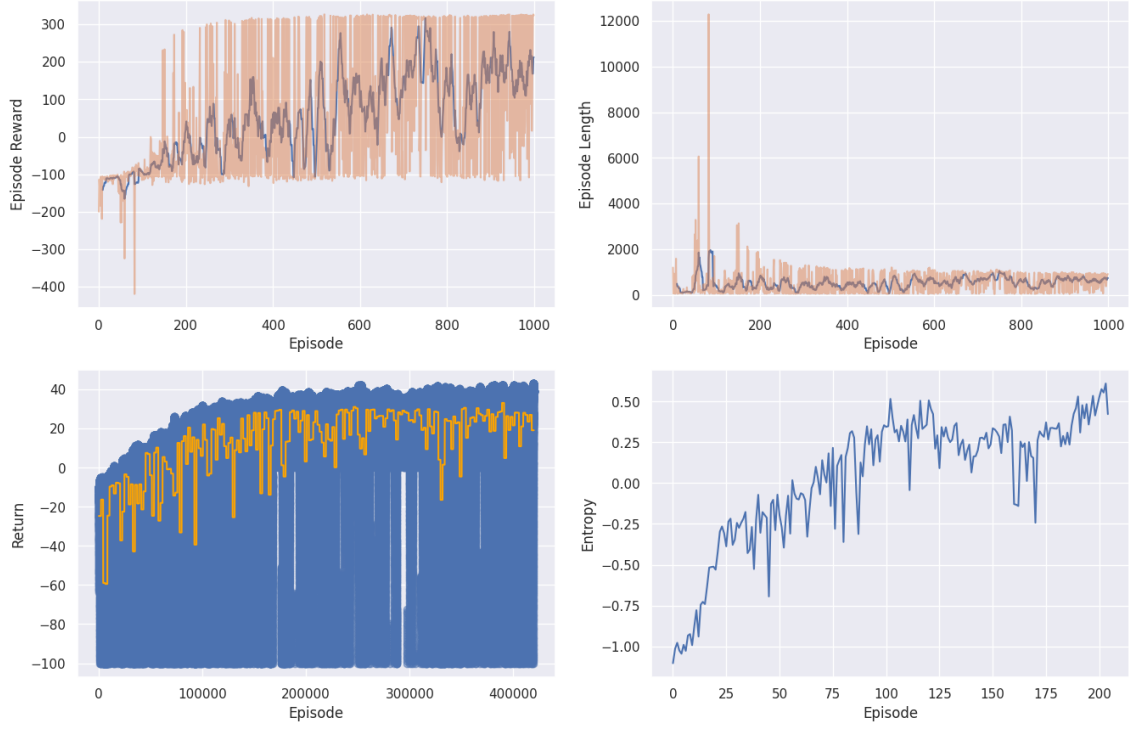 Episode Reward
300
200
100
0
−100
−200
−300
−400
0 200 400 600 800 1000
Episode
Episode Length
12000
10000
8000
6000
4000
2000
0
0 200 400 600 800 1000
Episode
Return
40
20
0
−20
−40
−60
−80
−100
0 100000 200000 300000 400000
Episode
Entropy
0.50
0.25
0.00
−0.25
−0.50
−0.75
−1.00
0 25 50 75 100 125 150 175 200
Episode